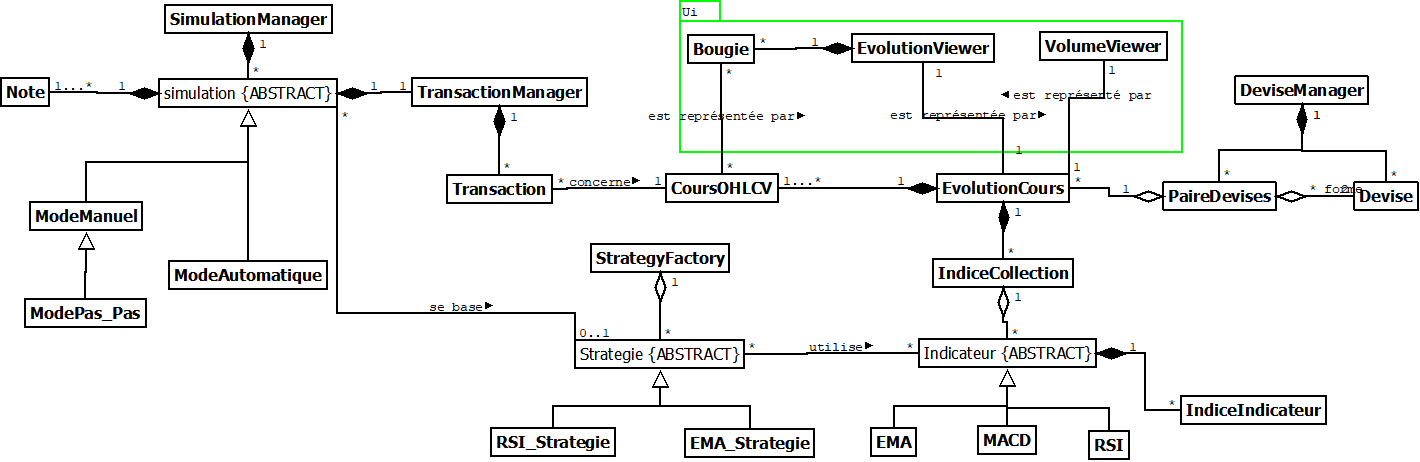 SimulationManager
1
*
Note
1...*
1
simulation {ABSTRACT}
1
1
TransactionManager
*
1
*
Ui
Bougie
*
1
EvolutionViewer
VolumeViewer
*
1
1
est représenté par
est représentée par
est représentée par
1
1
DeviseManager
1
*
*
Transaction
*
concerne
1
CoursOHLCV
*
1...*
1
EvolutionCours
*
1
PaireDevises
*
forme
2
Devise
1
*
ModeManuel
ModeAutomatique
ModePas_Pas
StrategyFactory
1
*
IndiceCollection
1
*
se base
0..1
Strategie {ABSTRACT}
*
utilise
*
Indicateur {ABSTRACT}
1
*
IndiceIndicateur
RSI_Strategie
EMA_Strategie
EMA
MACD
RSI